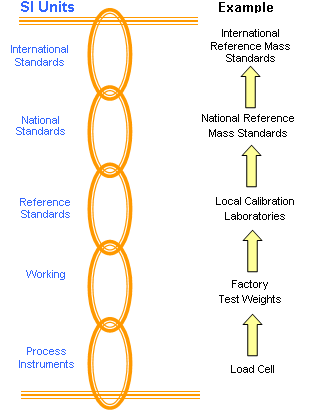 SI Units
International
Standards
National
Standards
Reference
Standards
Working
Process
Instruments
Example
International
Reference Mass
Standards
National Reference
Mass Standards
Local Calibration
Laboratories
Factory
Test Weights
Load Cell